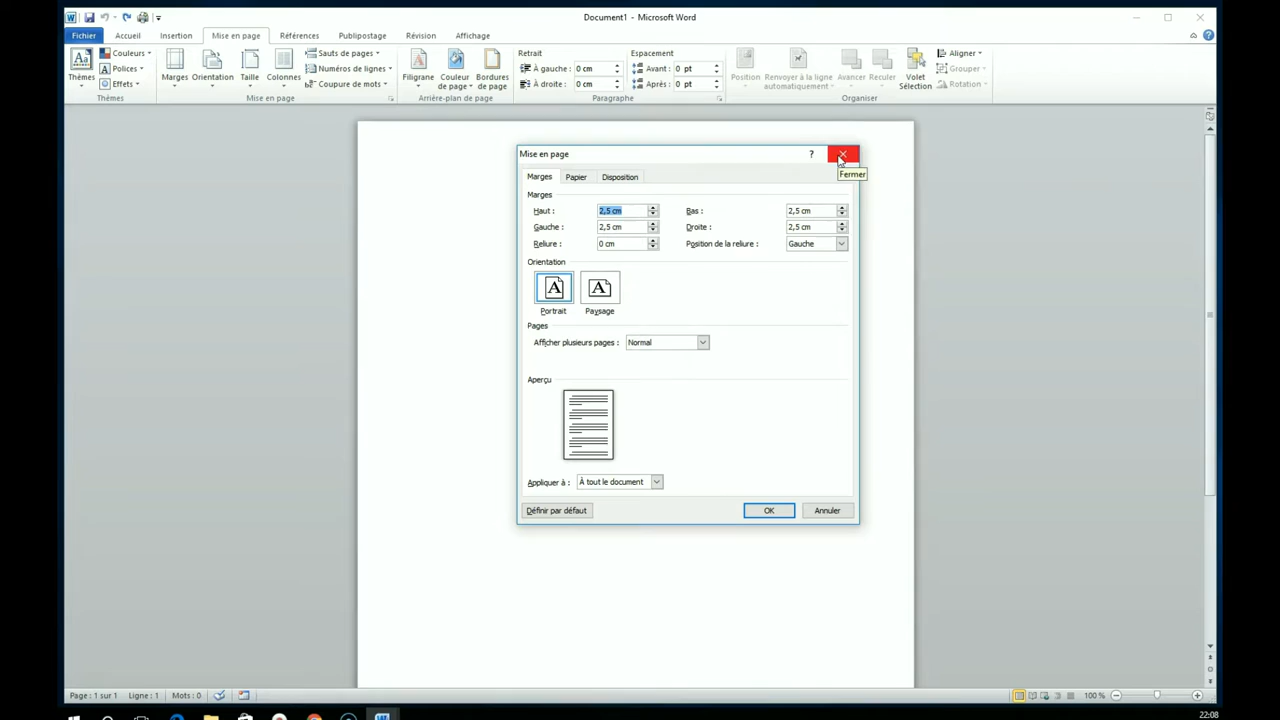 Document1 - Microsoft Word
Fichier Accueil Insertion Mise en page Références Publipostage Révision Affichage
Thèmes
Couleurs
Polices
Effets
Thèmes
Marges Orientation Taille Colonnes
Sauts de pages
Numéros de lignes
Coupure de mots
Mise en page
Filigrane Couleur de page Bordures de page
Arrière-plan de page
Retrait Espacement
À gauche : 0 cm Avant : 0 pt
À droite : 0 cm Après : 0 pt
Paragraphe
Position Renvoyer à la ligne automatiquement Avancer Reculer Volet Sélection
Aligner
Grouper
Rotation
Organiser
Mise en page ?
Fermer
Marges Papier Disposition
Marges
Haut : 2,5 cm Bas : 2,5 cm
Gauche : 2,5 cm Droite : 2,5 cm
Reliure : 0 cm Position de la reliure : Gauche
Orientation
A A
Portrait Paysage
Pages
Afficher plusieurs pages : Normal
Aperçu
Appliquer à : À tout le document
Définir par défaut OK Annuler
Page : 1 sur 1 Ligne : 1 Mots : 0 100 %
22:08